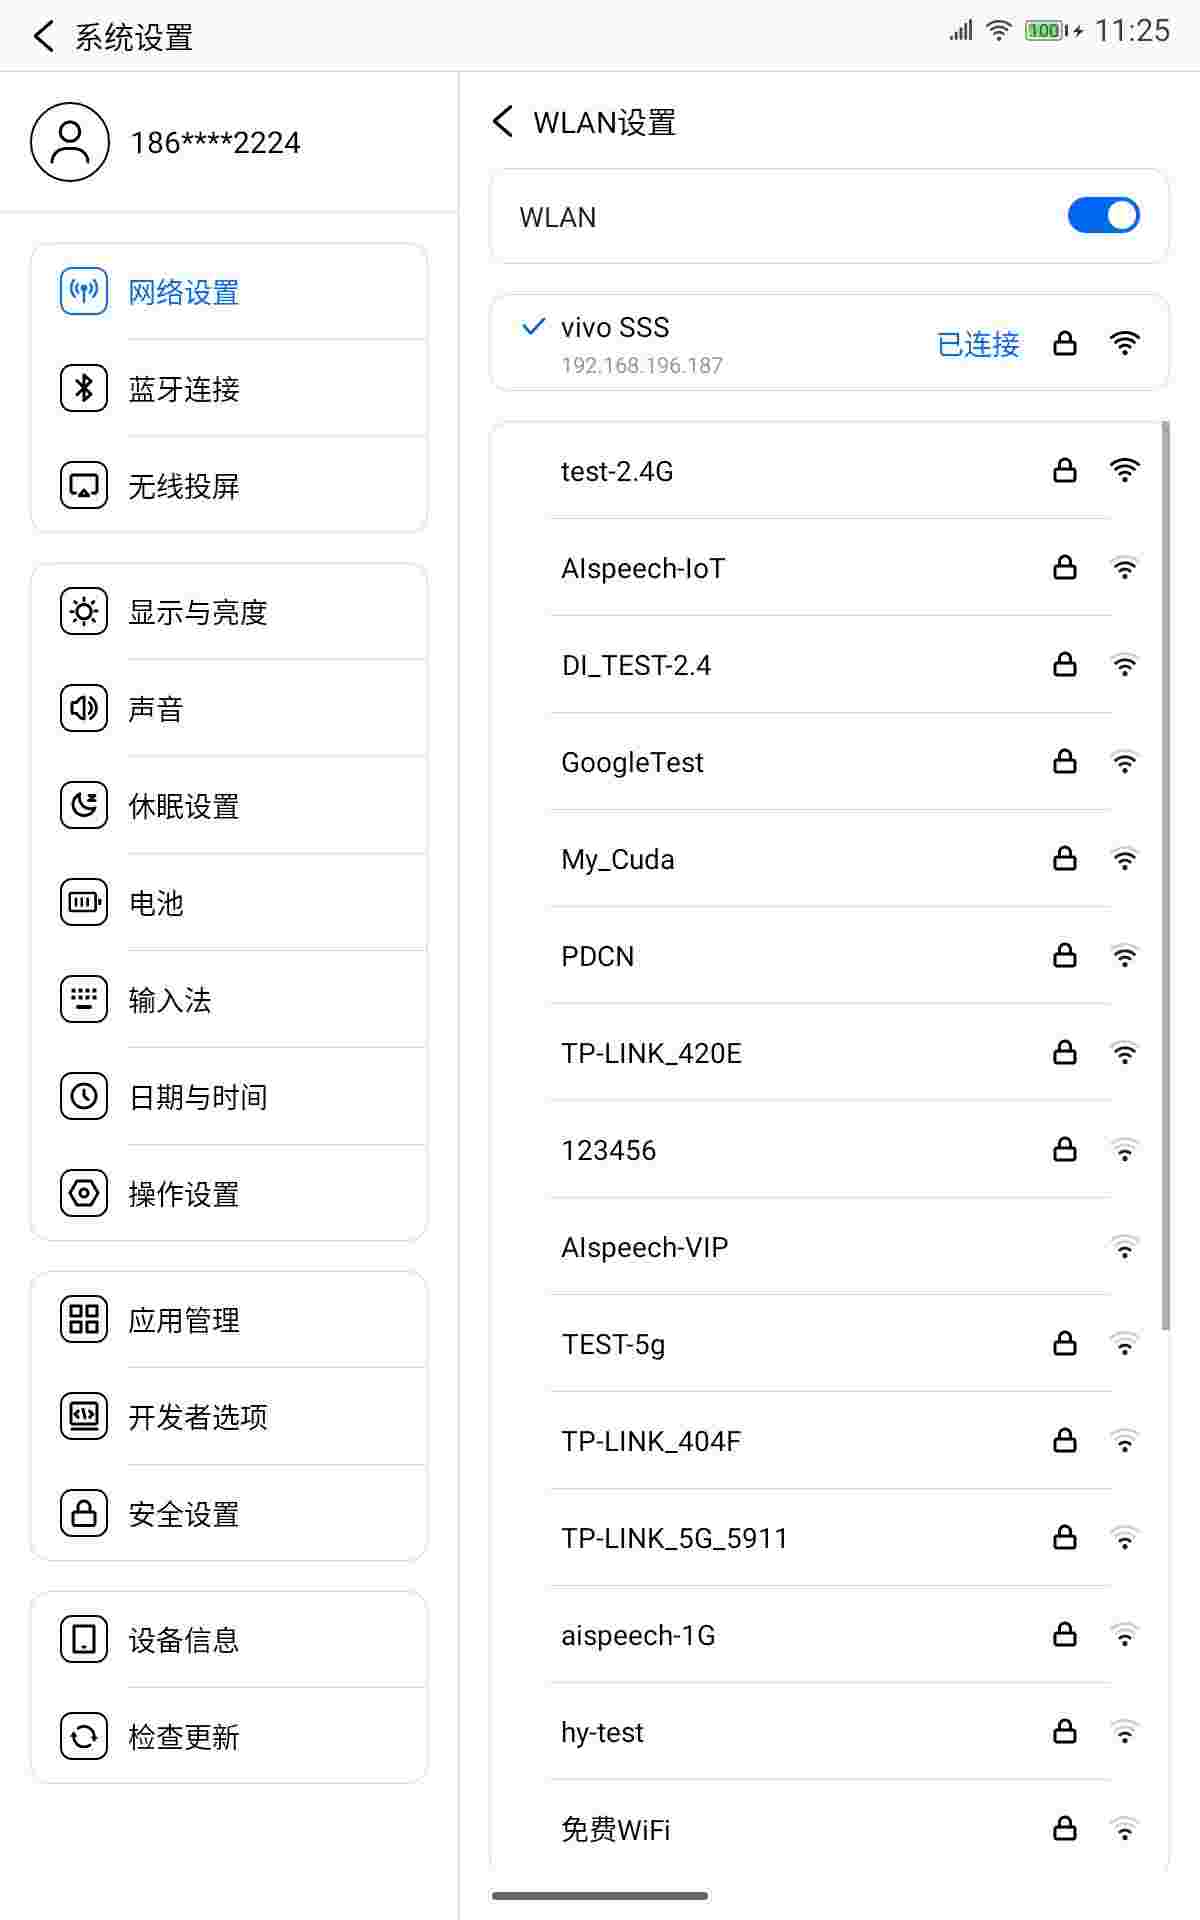 系统设置
100
11:25
186****2224
网络设置
蓝牙连接
无线投屏
显示与亮度
声音
休眠设置
电池
输入法
日期与时间
操作设置
应用管理
开发者选项
安全设置
设备信息
检查更新
WLAN设置
WLAN
vivo SSS
192.168.196.187
已连接
test-2.4G
AIspeech-IoT
DI_TEST-2.4
GoogleTest
My_Cuda
PDCN
TP-LINK_420E
123456
AIspeech-VIP
TEST-5g
TP-LINK_404F
TP-LINK_5G_5911
aispeech-1G
hy-test
免费WiFi